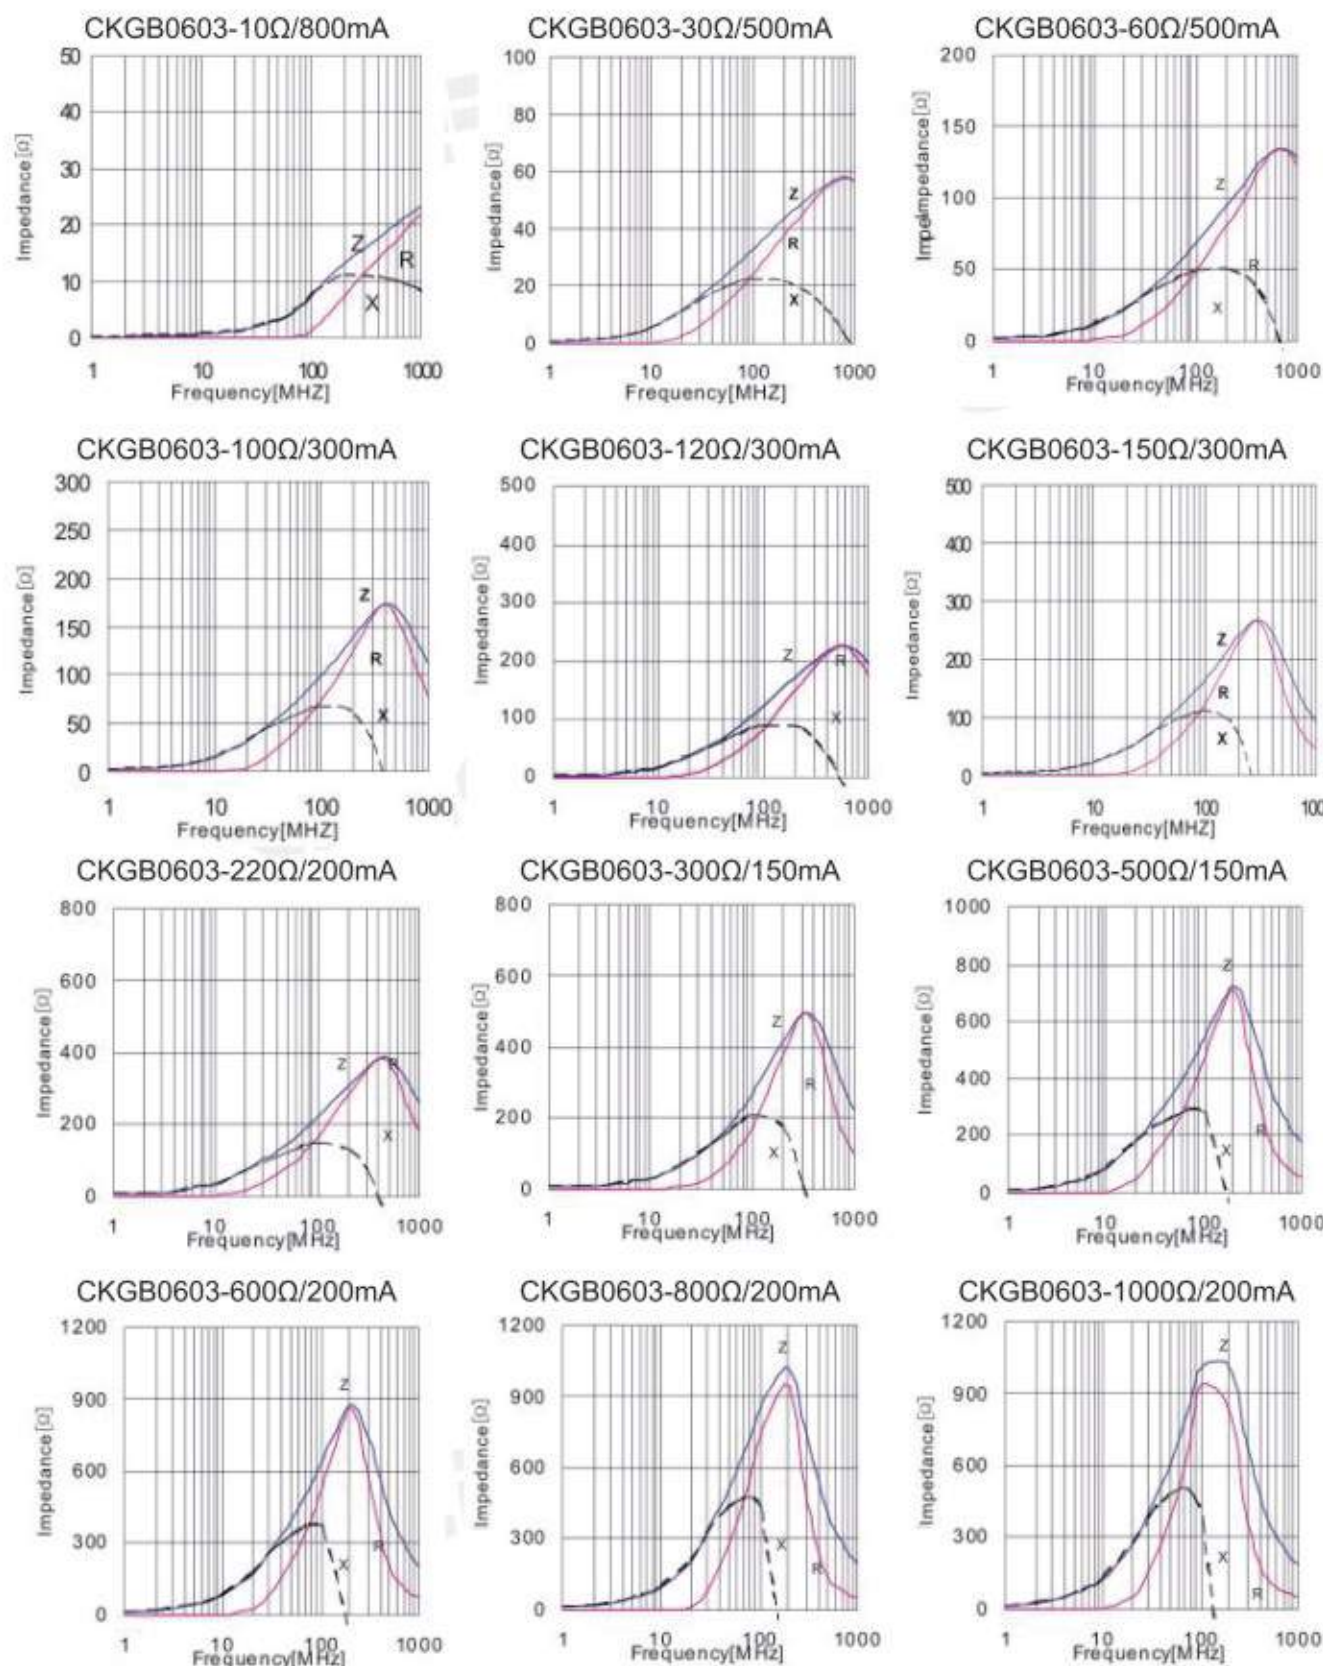 CKGB0603-10Ω/800mA
Impedance[Ω]
50
40
30
20
10
0
Z
R
X
1 10 100 1000
Frequency[MHZ]
CKGB0603-30Ω/500mA
Impedance[Ω]
100
80
60
40
20
0
Z
R
X
1 10 100 1000
Frequency[MHZ]
CKGB0603-60Ω/500mA
200
150
100
50
0
Z
R
X
1 10 100 1000
Frequency[MHZ]
CKGB0603-100Ω/300mA
Impedance[Ω]
300
250
200
150
100
50
0
Z
R
X
1 10 100 1000
Frequency[MHZ]
CKGB0603-120Ω/300mA
Impedance[Ω]
500
400
300
200
100
0
Z
R
X
1 10 100 1000
Frequency[MHz]
CKGB0603-150Ω/300mA
Impedance[Ω]
500
400
300
200
100
0
Z
R
X
1 10 100 100
Frequency[MHZ]
CKGB0603-220Ω/200mA
Impedance[Ω]
800
600
400
200
0
Z
R
X
1 10 100 1000
Frequency[MHz]
CKGB0603-300Ω/150mA
Impedance[Ω]
800
600
400
200
0
Z
R
X
1 10 100 1000
Frequency[MHz]
CKGB0603-500Ω/150mA
Impedance[Ω]
1000
800
600
400
200
0
Z
R
X
1 10 100 1000
Frequency[MHz]
CKGB0603-600Ω/200mA
Impedance[Ω]
1200
900
600
300
0
Z
R
X
1 10 100 1000
Frequency[MHz]
CKGB0603-800Ω/200mA
Impedance[Ω]
1200
900
600
300
0
Z
X
R
1 10 100 1000
Frequency[MHz]
CKGB0603-1000Ω/200mA
Impedance[Ω]
1200
900
600
300
0
Z
X
R
1 10 100 1000
Frequency[MHz]